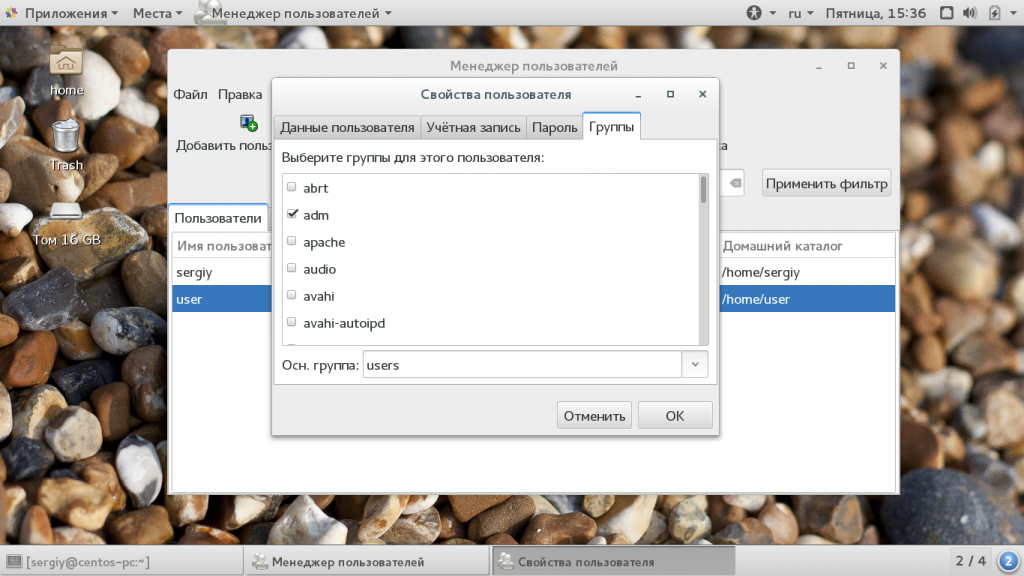 Приложения Места Менеджер пользователей ru Пятница, 15:36
home
Trash
Том 16 GB
Менеджер пользователей
Файл Правка
Добавить польз
ка
Применить фильтр
Пользователи
Имя пользоват Домашний каталог
sergiy /home/sergiy
user /home/user
Свойства пользователя
Данные пользователя Учётная запись Пароль Группы
Выберите группы для этого пользователя:
abrt
adm
apache
audio
avahi
avahi-autoipd
Осн. группа: users
Отменить OK
[sergiy@centos-pc:~] Менеджер пользователей Свойства пользователя 2 / 4 2